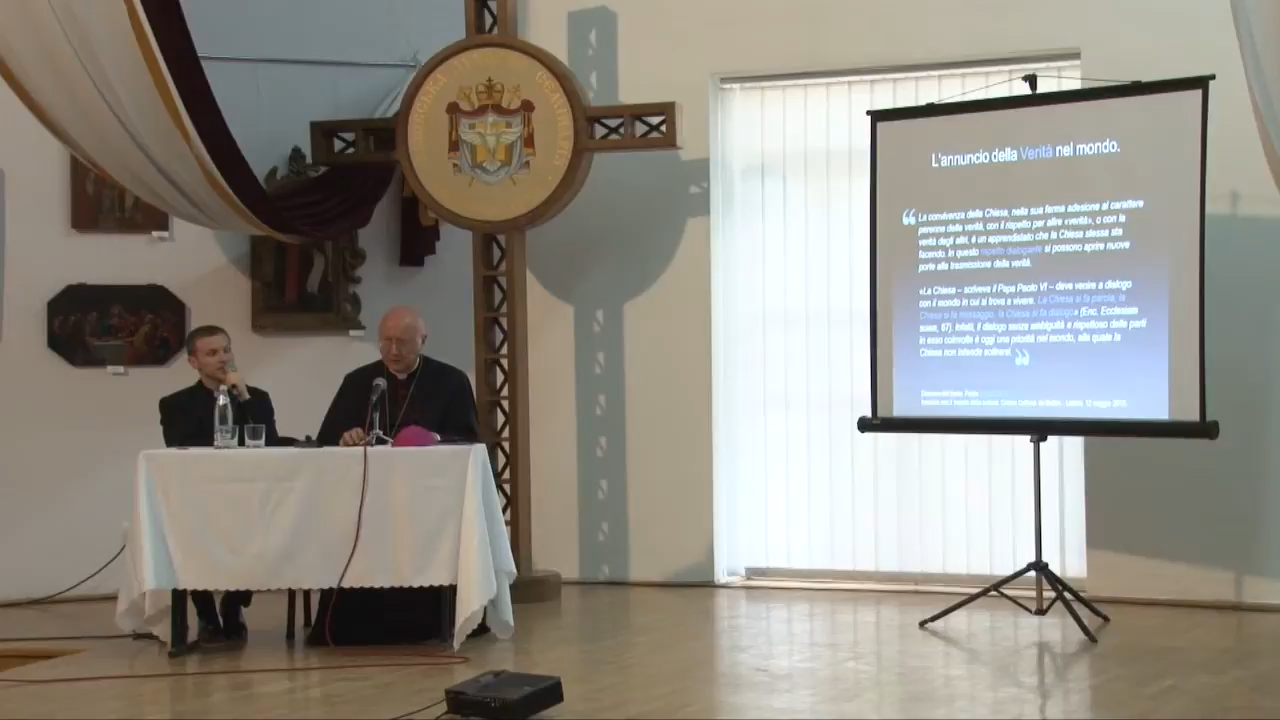 L'annuncio della Verità nel mondo.
“ La convivenza della Chiesa, nella sua ferma adesione al carattere
perenne della verità, con il rispetto per altre «verità», o con la
verità degli altri, è un apprendistato che la Chiesa stessa sta
facendo. In questo rispetto dialogante si possono aprire nuove
porte alla trasmissione della verità.
«La Chiesa – scriveva il Papa Paolo VI – deve venire a dialogo
con il mondo in cui si trova a vivere. La Chiesa si fa parola, la
Chiesa si fa messaggio, la Chiesa si fa dialogo» (Enc. Ecclesiam
suam, 67). Infatti, il dialogo senza ambiguità e rispettoso delle parti
in esso coinvolte è oggi una priorità nel mondo, alla quale la
Chiesa non intende sottrarsi. ”